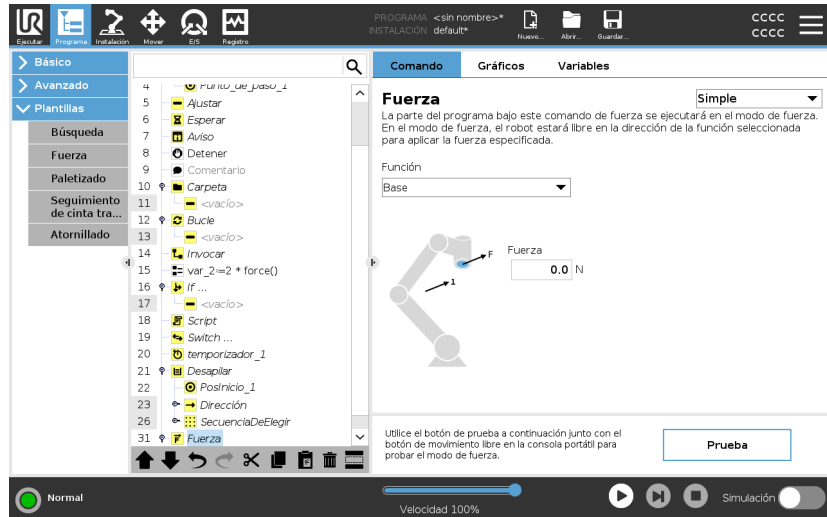 UR
PROGRAMA <sin nombre>*
INSTALACIÓN default*
cccc
cccc
Ejecutar Programa Instalación Mover E/S Registro Nuevo... Abrir... Guardar...
Básico
Avanzado
Plantillas
Búsqueda
Fuerza
Paletizado
Seguimiento
de cinta tra...
Atornillado
4 Punto_de_paso_1
5 Ajustar
6 Esperar
7 Aviso
8 Detener
9 Comentario
10 Carpeta
11 <vacío>
12 Bucle
13 <vacío>
14 Invocar
15 var_2≔2 * force()
16 If ...
17 <vacío>
18 Script
19 Switch ...
20 temporizador_1
21 Desapilar
22 PosInicio_1
23 Dirección
26 SecuenciaDeElegir
31 Fuerza
Comando Gráficos Variables
Fuerza
Simple
La parte del programa bajo este comando de fuerza se ejecutará en el modo de fuerza.
En el modo de fuerza, el robot estará libre en la dirección de la función seleccionada
para aplicar la fuerza especificada.
Función
Base
F
1
Fuerza
0.0 N
Utilice el botón de prueba a continuación junto con el
botón de movimiento libre en la consola portátil para
probar el modo de fuerza.
Prueba
Normal
Velocidad 100%
Simulación